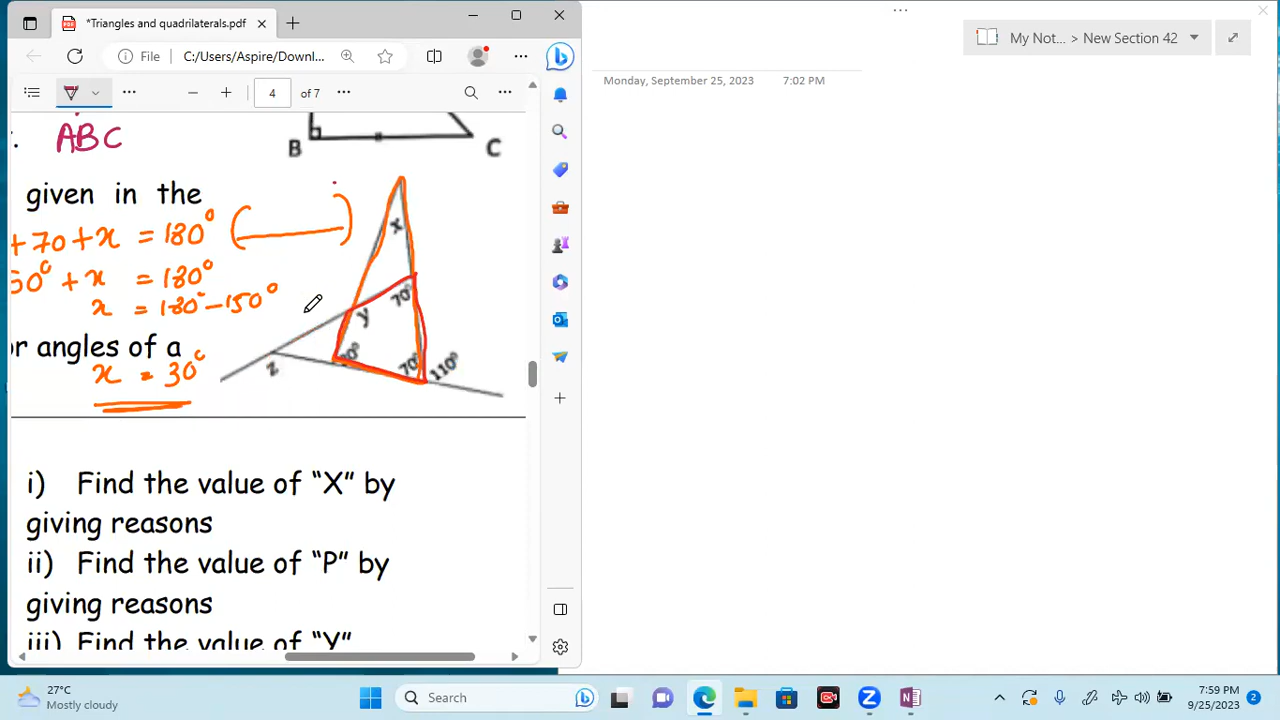 *Triangles and quadrilaterals.pdf
File
C:/Users/Aspire/Downl...
4 of 7
ABC
B
C
given in the
+70+x = 180°
50° + x = 180°
x = 180° - 150°
or angles of a
x = 30°
x
70°
y
70°
110°
z
i) Find the value of “X” by
giving reasons
ii) Find the value of “P” by
giving reasons
iii) Find the value of “Y”
My Not... > New Section 42
Monday, September 25, 2023 7:02 PM
27°C
Mostly cloudy
Search
7:59 PM
9/25/2023
2